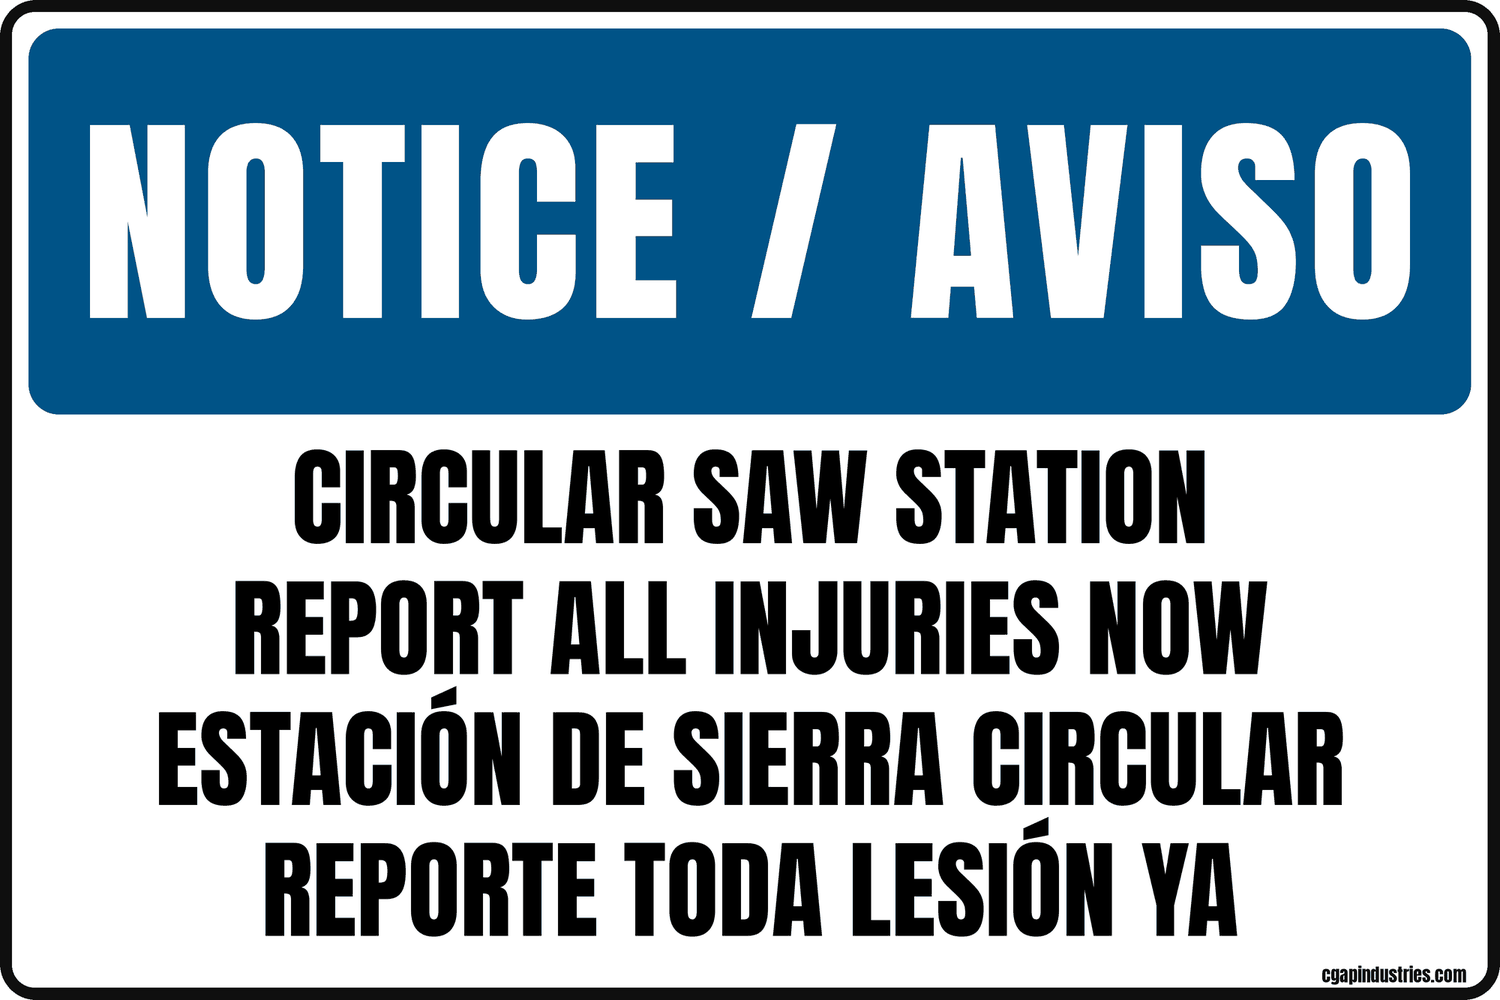 NOTICE / AVISO
CIRCULAR SAW STATION
REPORT ALL INJURIES NOW
ESTACIÓN DE SIERRA CIRCULAR
REPORTE TODA LESIÓN YA
cgapindustries.com